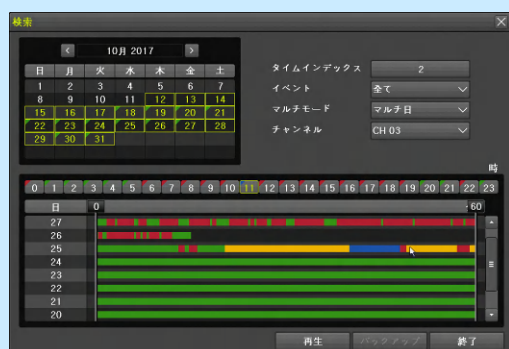 検索
10月 2017
日 月 火 水 木 金 土
1 2 3 4 5 6 7
8 9 10 11 12 13 14
15 16 17 18 19 20 21
22 23 24 25 26 27 28
29 30 31
タイムインデックス 2
イベント 全て
マルチモード マルチ日
チャンネル CH 03
時
0 1 2 3 4 5 6 7 8 9 10 11 12 13 14 15 16 17 18 19 20 21 22 23
日 0 60
27
26
25
24
23
22
21
20
再生 バックアップ 終了